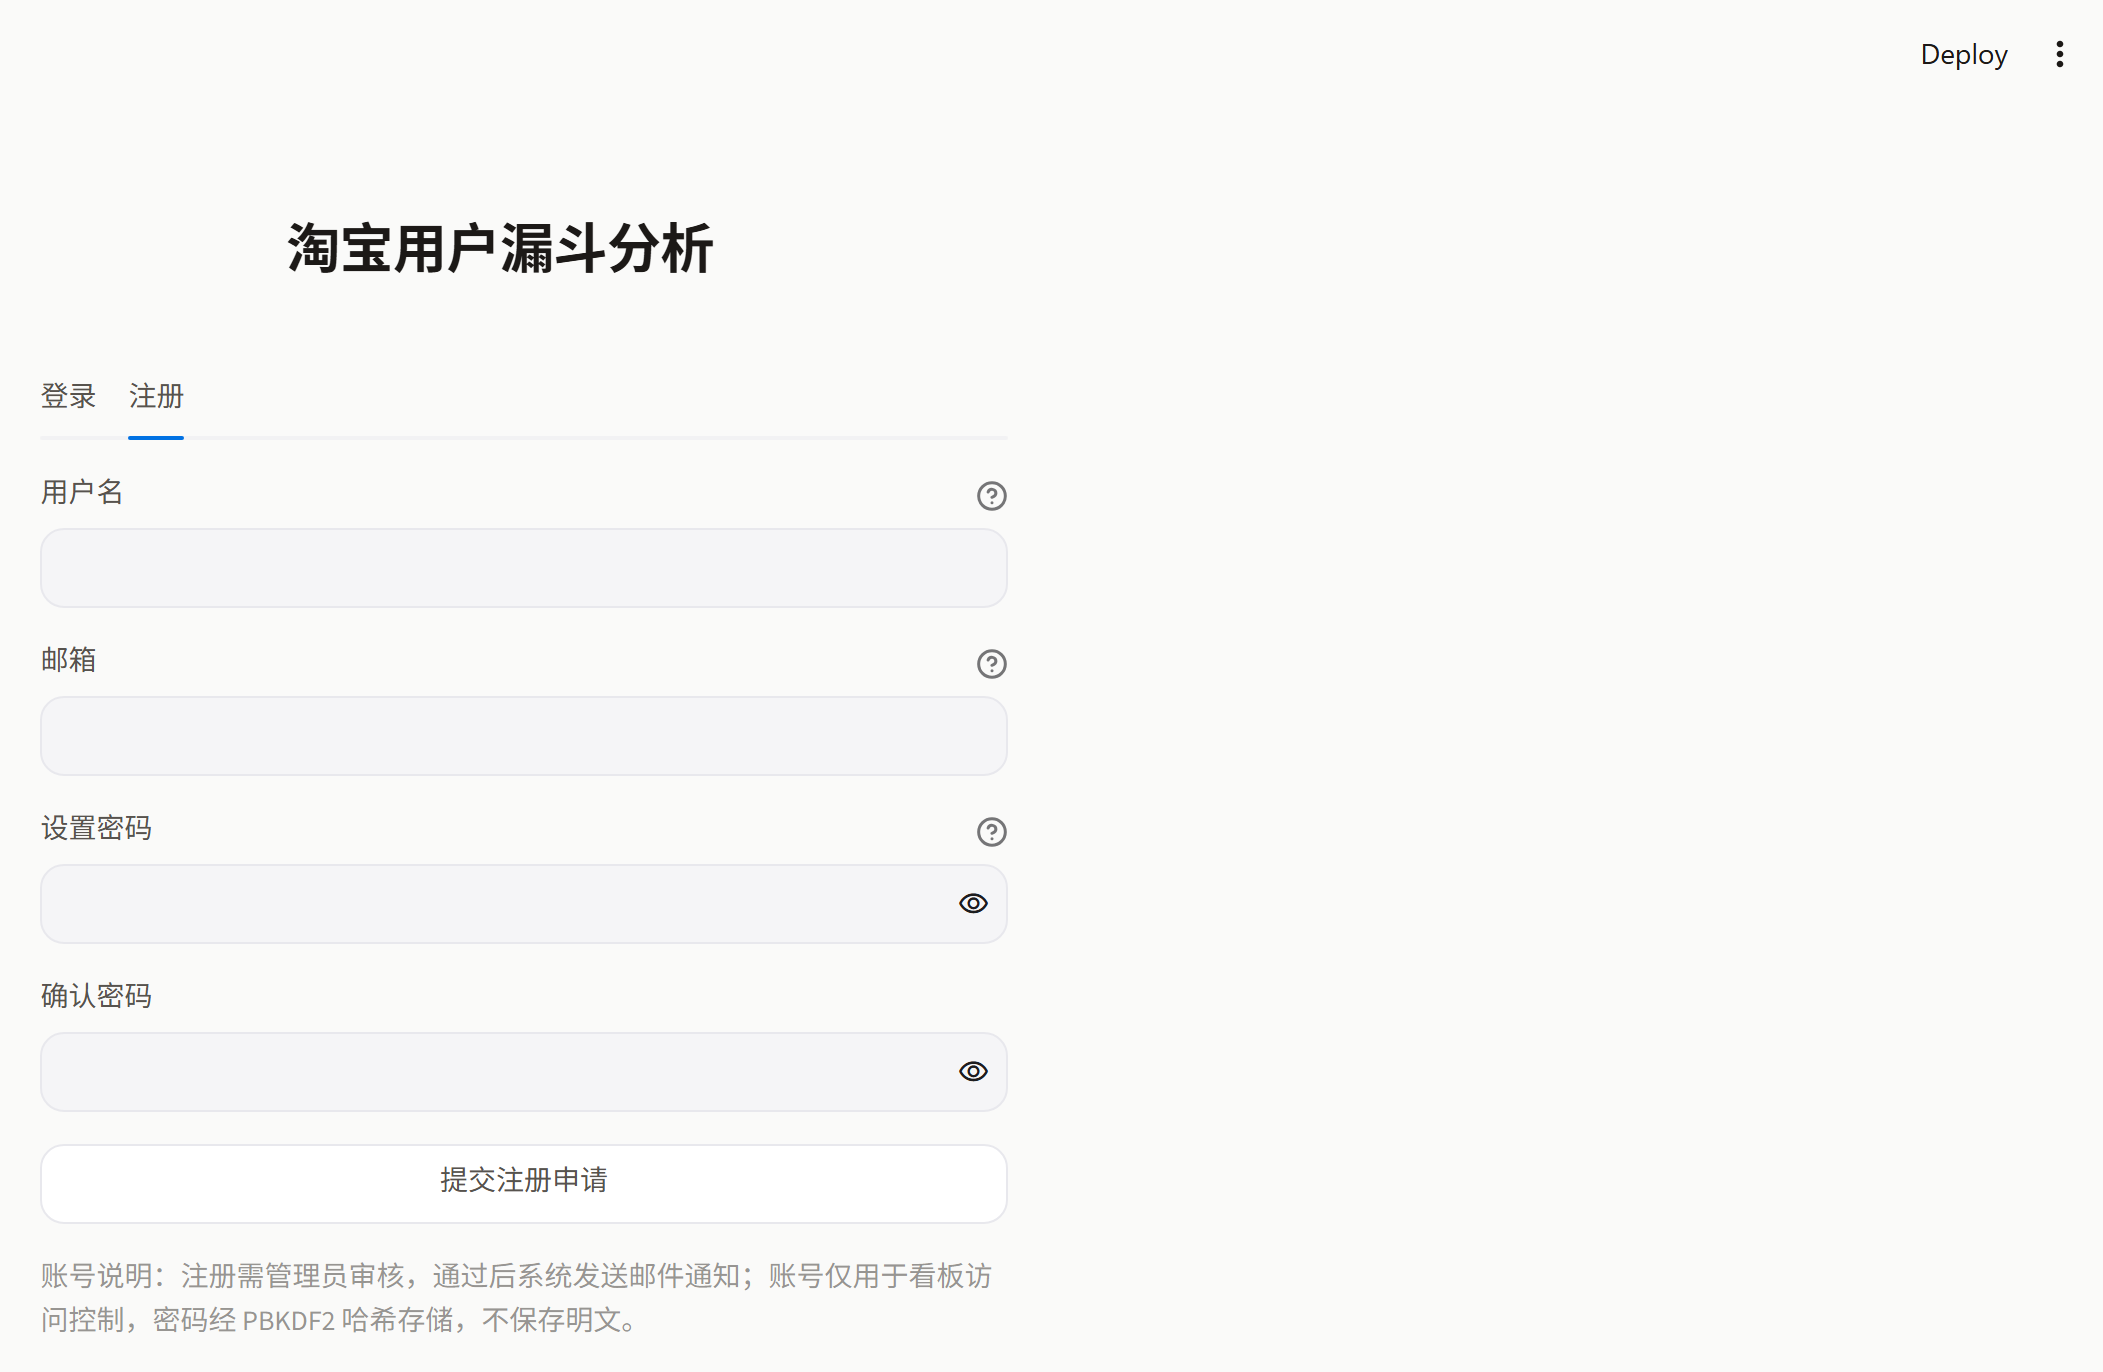 Deploy
淘宝用户漏斗分析
登录 注册
用户名
邮箱
设置密码
确认密码
提交注册申请
账号说明：注册需管理员审核，通过后系统发送邮件通知；账号仅用于看板访
问控制，密码经 PBKDF2 哈希存储，不保存明文。